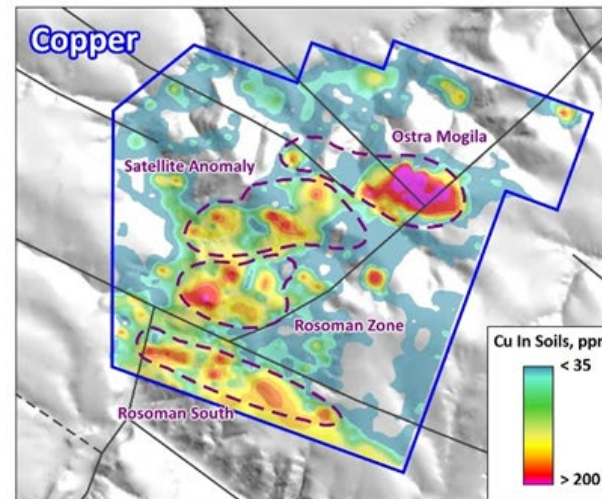 Copper
Ostra Mogila
Satellite Anomaly
Rosoman Zone
Rosoman South
Cu In Soils, ppm
< 35
> 200